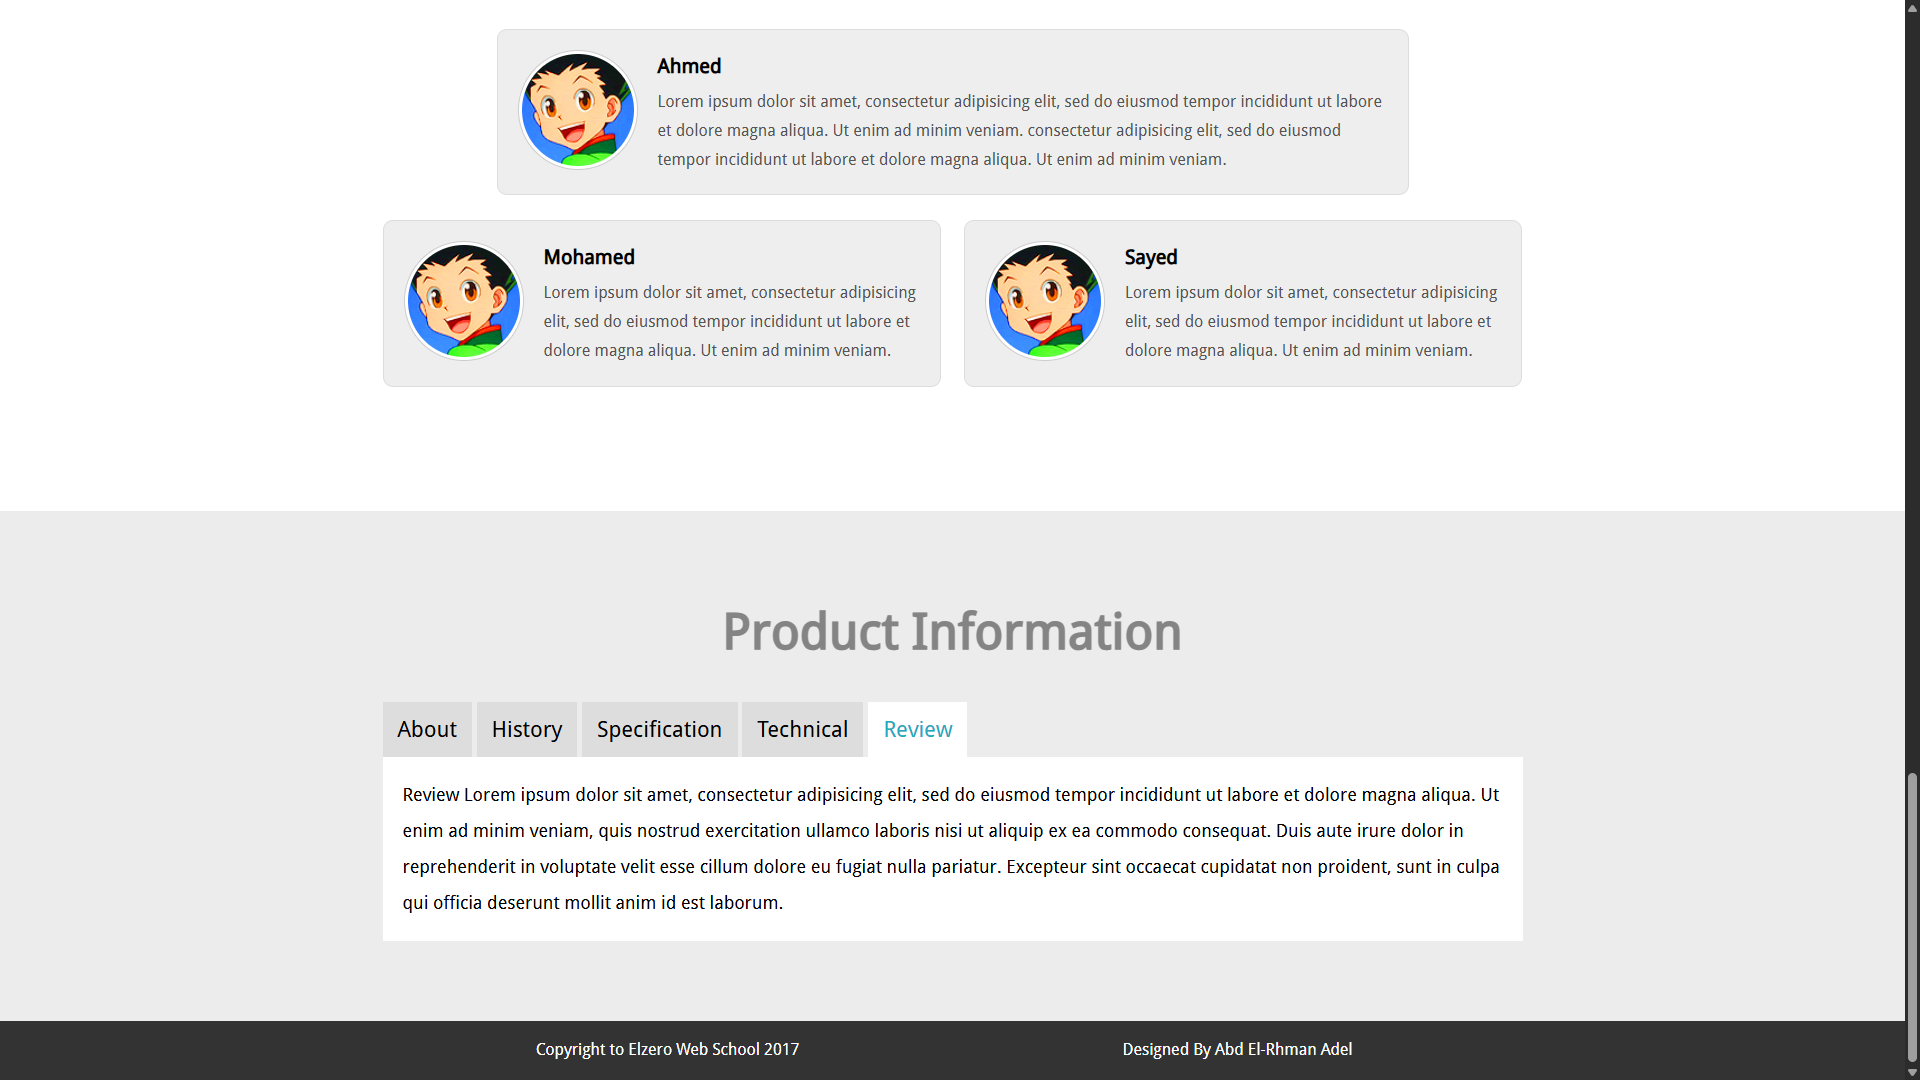 Ahmed
Lorem ipsum dolor sit amet, consectetur adipisicing elit, sed do eiusmod tempor incididunt ut labore
et dolore magna aliqua. Ut enim ad minim veniam. consectetur adipisicing elit, sed do eiusmod
tempor incididunt ut labore et dolore magna aliqua. Ut enim ad minim veniam.
Mohamed
Lorem ipsum dolor sit amet, consectetur adipisicing
elit, sed do eiusmod tempor incididunt ut labore et
dolore magna aliqua. Ut enim ad minim veniam.
Sayed
Lorem ipsum dolor sit amet, consectetur adipisicing
elit, sed do eiusmod tempor incididunt ut labore et
dolore magna aliqua. Ut enim ad minim veniam.
Product Information
About History Specification Technical Review
Review Lorem ipsum dolor sit amet, consectetur adipisicing elit, sed do eiusmod tempor incididunt ut labore et dolore magna aliqua. Ut
enim ad minim veniam, quis nostrud exercitation ullamco laboris nisi ut aliquip ex ea commodo consequat. Duis aute irure dolor in
reprehenderit in voluptate velit esse cillum dolore eu fugiat nulla pariatur. Excepteur sint occaecat cupidatat non proident, sunt in culpa
qui officia deserunt mollit anim id est laborum.
Copyright to Elzero Web School 2017 Designed By Abd El-Rhman Adel